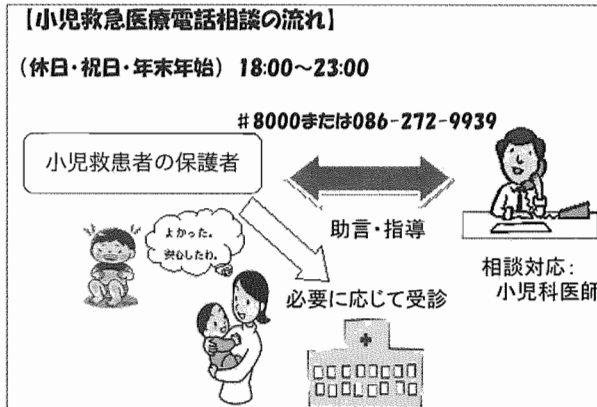 【小児救急医療電話相談の流れ】
（休日・祝日・年末年始） 18:00～23:00
＃8000または086-272-9939
小児救患者の保護者
よかった。
安心したわ。
助言・指導
相談対応：
小児科医師
必要に応じて受診